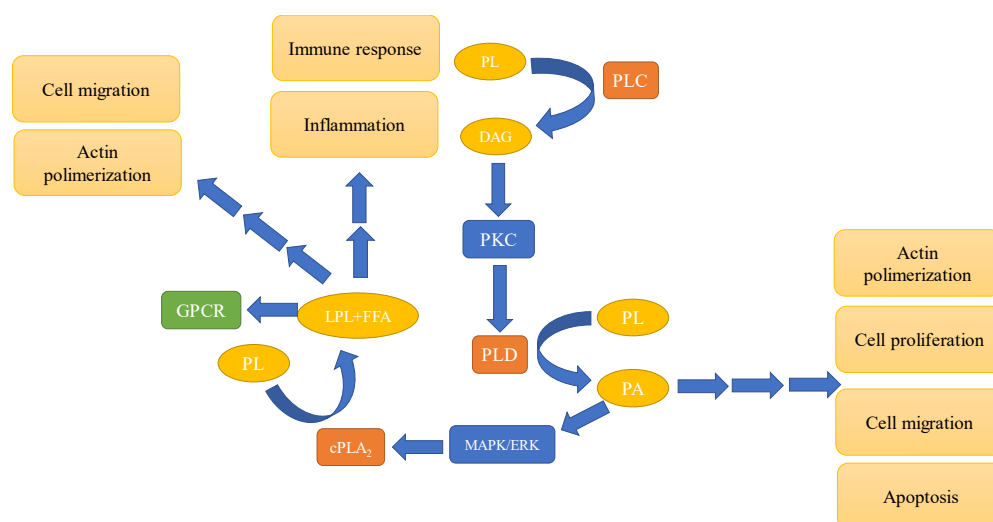 Immune response
PL
PLC
Cell migration
Inflammation
DAG
Actin
polimerization
PKC
Actin
polimerization
GPCR
LPL+FFA
PL
PLD
Cell proliferation
PL
PA
Cell migration
cPLA₂
MAPK/ERK
Apoptosis